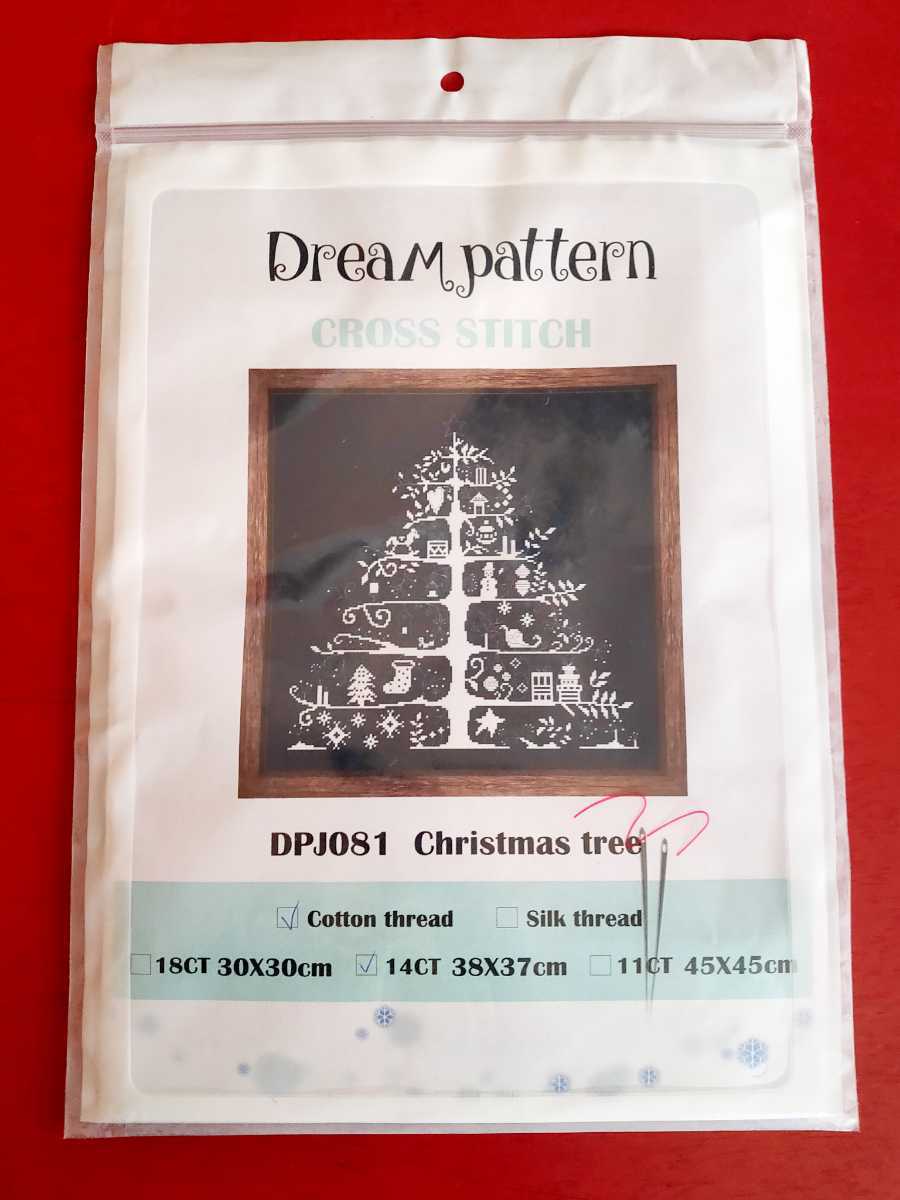 Dream pattern
CROSS STITCH
DPJ081 Christmas tree
Cotton thread Silk thread
18CT 30X30cm 14CT 38X37cm 11CT 45X45cm